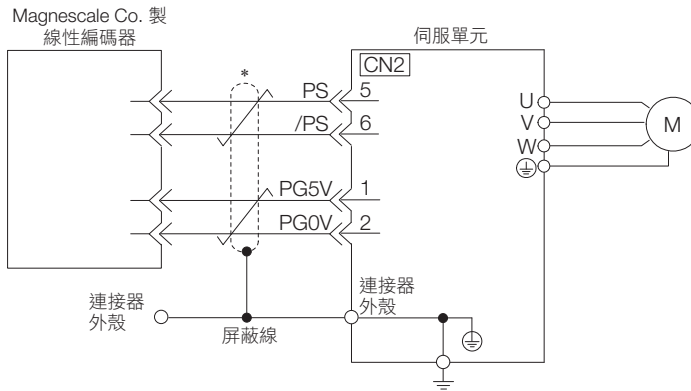 Magnescale Co. 製
線性編碼器
伺服單元
CN2
*
PS
5
/PS
6
PG5V
1
PG0V
2
U
V
W
M
連接器
外殼
屏蔽線
連接器
外殼